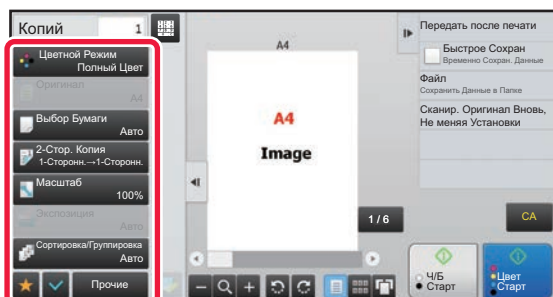 Копий 1
Цветной Режим
Полный Цвет
Оригинал
A4
Выбор Бумаги
Авто
2-Стор. Копия
1-Сторонн.→1-Сторонн.
Масштаб
100%
Экспозиция
Авто
Сортировка/Группировка
Авто
Прочие
A4
A4
Image
1 / 6
Передать после печати
Быстрое Сохран
Временно Сохран. Данные
Файл
Сохранить Данные в Папке
Сканир. Оригинал Вновь,
Не меняя Установки
CA
Ч/Б
Старт
Цвет
Старт